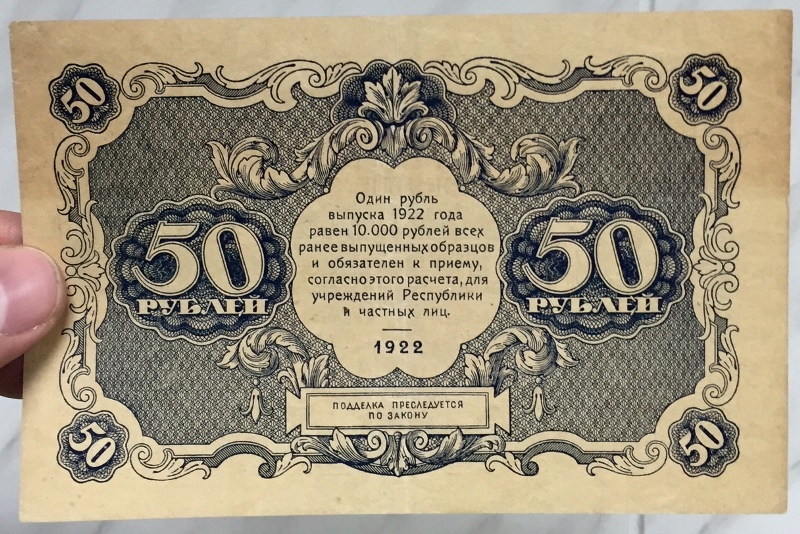 50
50
Один рубль
выпуска 1922 года
равен 10.000 рублей всех
ранее выпущенных образцов
и обязателен к приему,
согласно этого расчета, для
учреждений Республики
и частных лиц.
1922
50
РУБЛЕЙ
50
РУБЛЕЙ
ПОДДЕЛКА ПРЕСЛЕДУЕТСЯ
ПО ЗАКОНУ
50
50